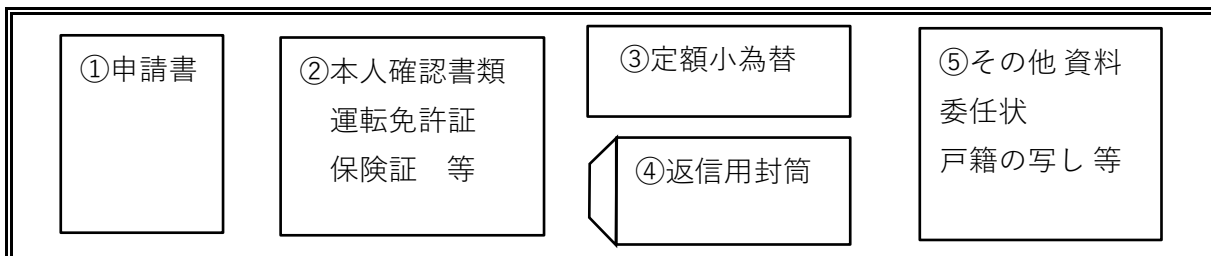 ①申請書
②本人確認書類
運転免許証
保険証　等
③定額小為替
④返信用封筒
⑤その他 資料
委任状
戸籍の写し 等